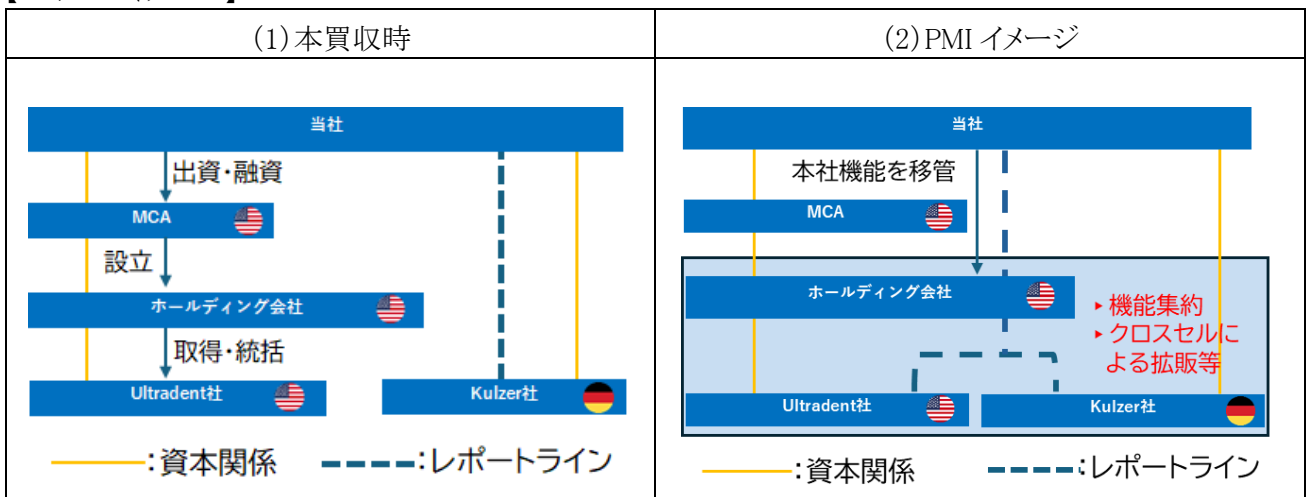 (1)本買収時
(2)PMI イメージ
当社
出資・融資
MCA
設立
ホールディング会社
取得・統括
Ultradent社
Kulzer社
:資本関係
:レポートライン
当社
本社機能を移管
MCA
ホールディング会社
▸ 機能集約
▸ クロスセルに
よる拡販等
Ultradent社
Kulzer社
:資本関係
:レポートライン